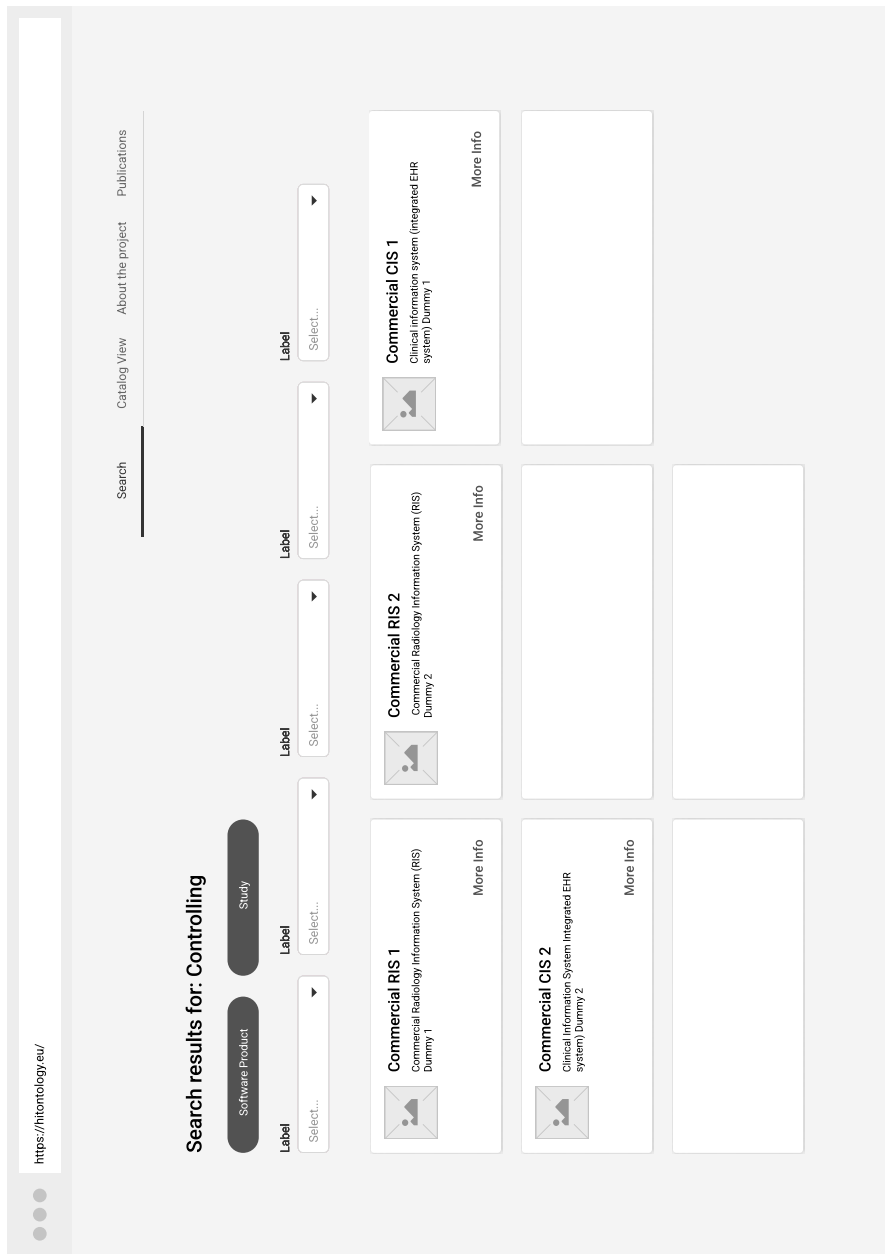 https://hitontology.eu/
Search
Catalog View
About the project
Publications
Search results for: Controlling
Software Product
Study
Label
Label
Label
Label
Label
Select...
Select...
Select...
Select...
Select...
Commercial RIS 1
Commercial Radiology Information System (RIS)
Dummy 1
More Info
Commercial RIS 2
Commercial Radiology Information System (RIS)
Dummy 2
More Info
Commercial CIS 1
Clinical information system (integrated EHR
system) Dummy 1
More Info
Commercial CIS 2
Clinical Information System Integrated EHR
system) Dummy 2
More Info